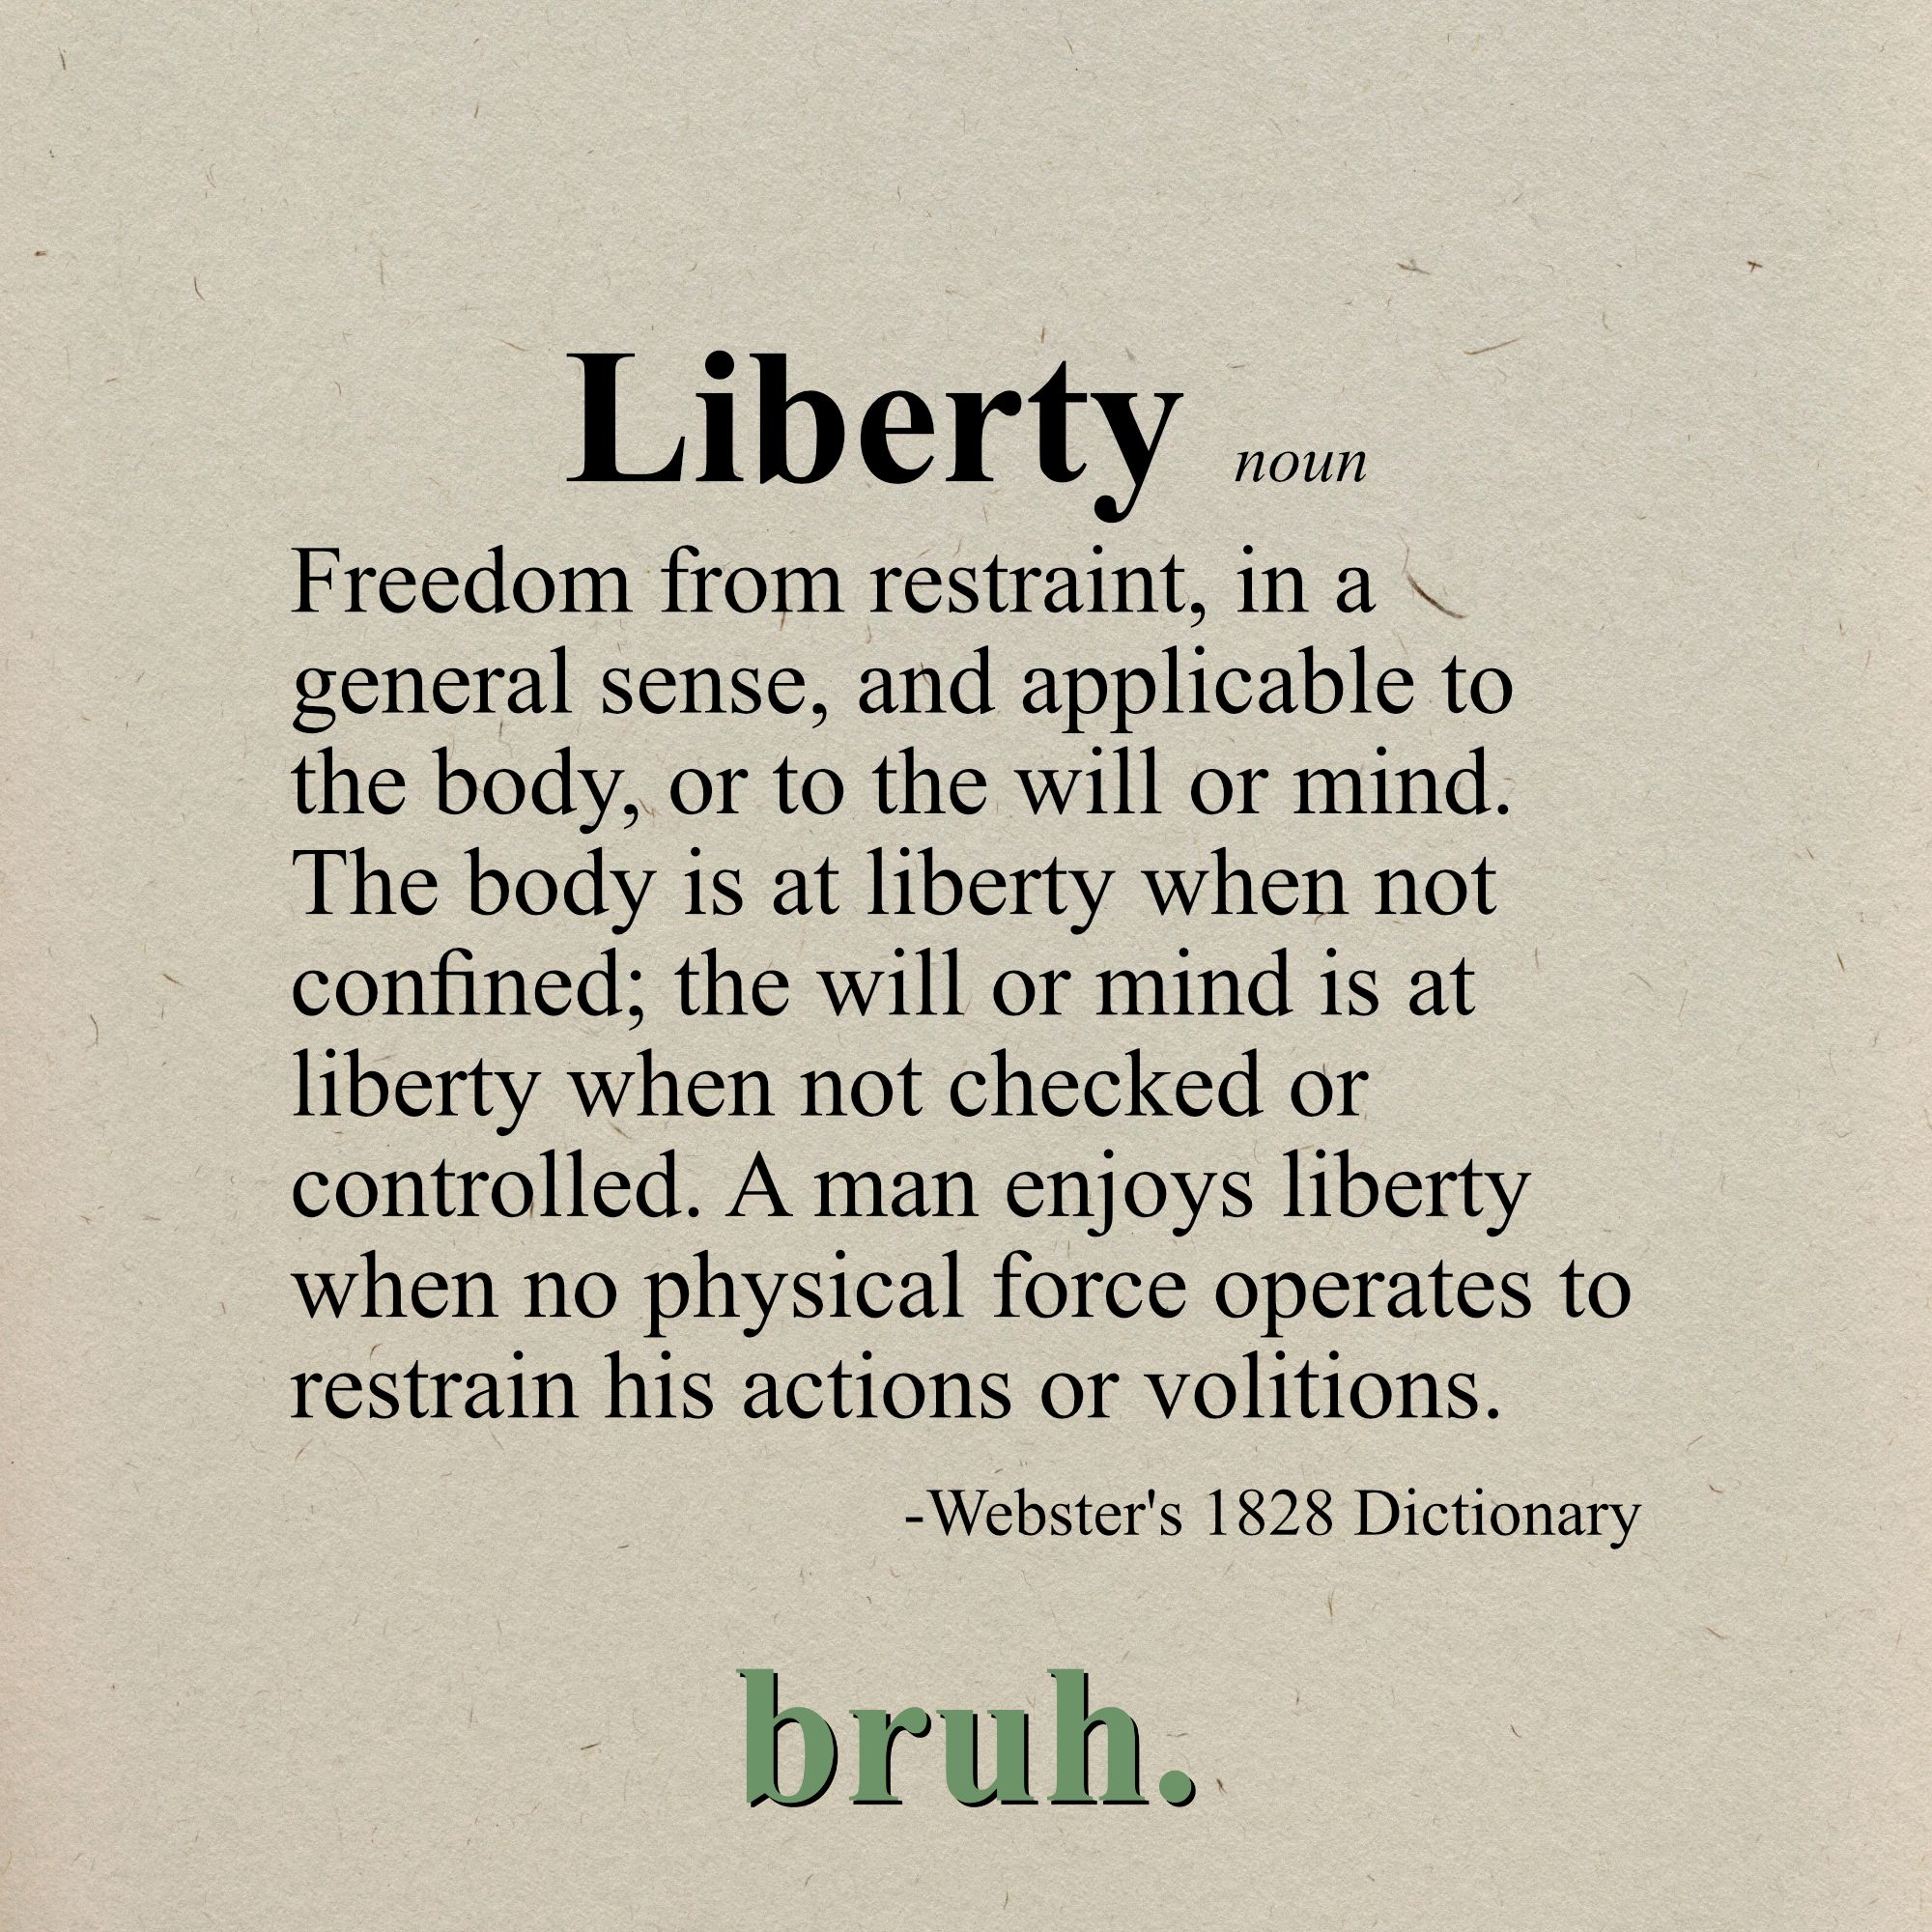 Liberty noun
Freedom from restraint, in a
general sense, and applicable to
the body, or to the will or mind.
The body is at liberty when not
confined; the will or mind is at
liberty when not checked or
controlled. A man enjoys liberty
when no physical force operates to
restrain his actions or volitions.
-Webster's 1828 Dictionary
bruh.